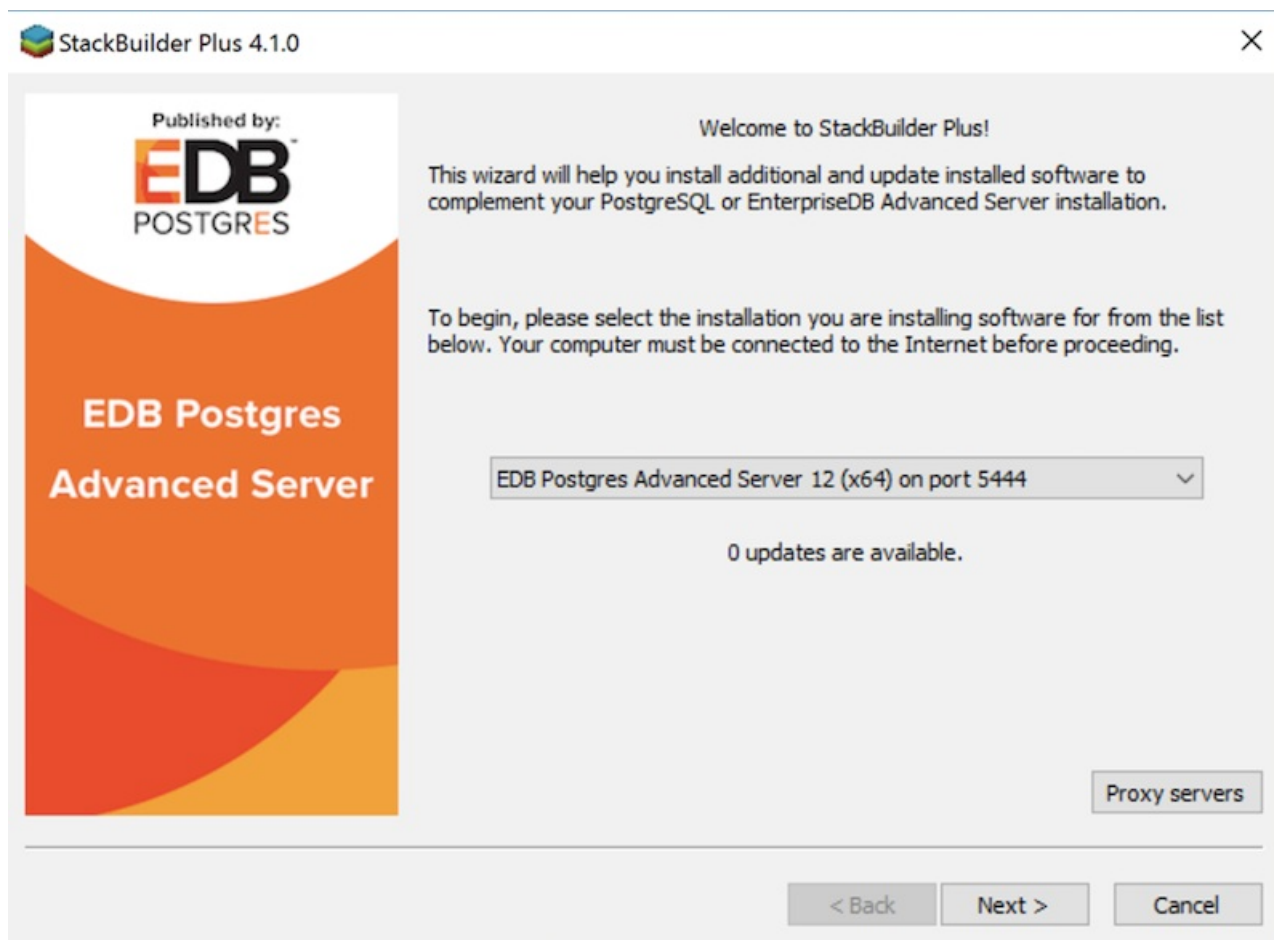 StackBuilder Plus 4.1.0
Published by:
EDB™
POSTGRES
EDB Postgres
Advanced Server
Welcome to StackBuilder Plus!
This wizard will help you install additional and update installed software to
complement your PostgreSQL or EnterpriseDB Advanced Server installation.
To begin, please select the installation you are installing software for from the list
below. Your computer must be connected to the Internet before proceeding.
EDB Postgres Advanced Server 12 (x64) on port 5444
0 updates are available.
Proxy servers
< Back
Next >
Cancel